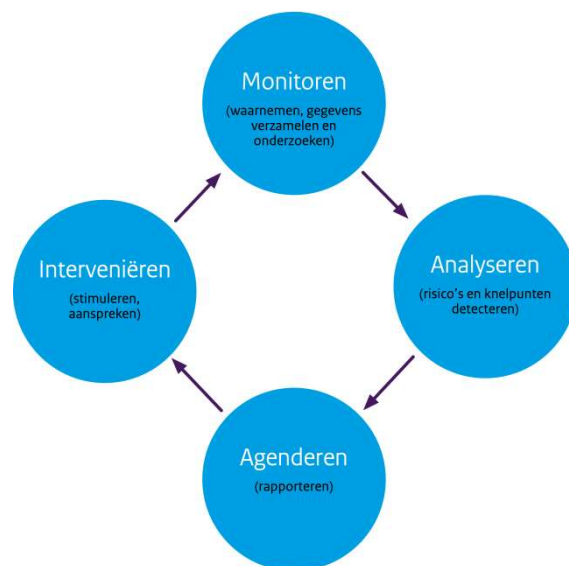 Monitoren
(waarnemen, gegevens
verzamelen en
onderzoeken)
Analyseren
(risico's en knelpunten
detecteren)
Agenderen
(rapporteren)
Interveniëren
(stimuleren,
aanspreken)